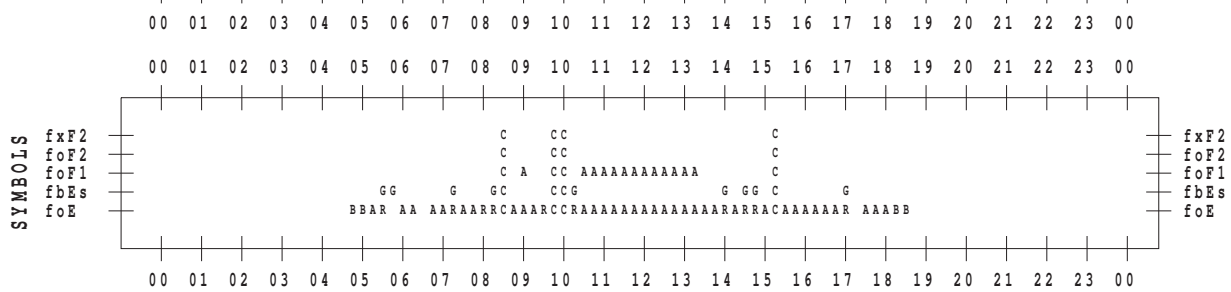 00 01 02 03 04 05 06 07 08 09 10 11 12 13 14 15 16 17 18 19 20 21 22 23 00
00 01 02 03 04 05 06 07 08 09 10 11 12 13 14 15 16 17 18 19 20 21 22 23 00
SYMBOLS
fxF2 C CC C fxF2
foF2 C CC C foF2
foF1 C A CC AAAAAAAAAAAA C foF1
fbEs GG G GC CCG G GG C G fbEs
foE BBAR AA AARAARRCAAARCCRAAAAAAAAAAAAAARARRACAAAAAAR AAABB foE
00 01 02 03 04 05 06 07 08 09 10 11 12 13 14 15 16 17 18 19 20 21 22 23 00